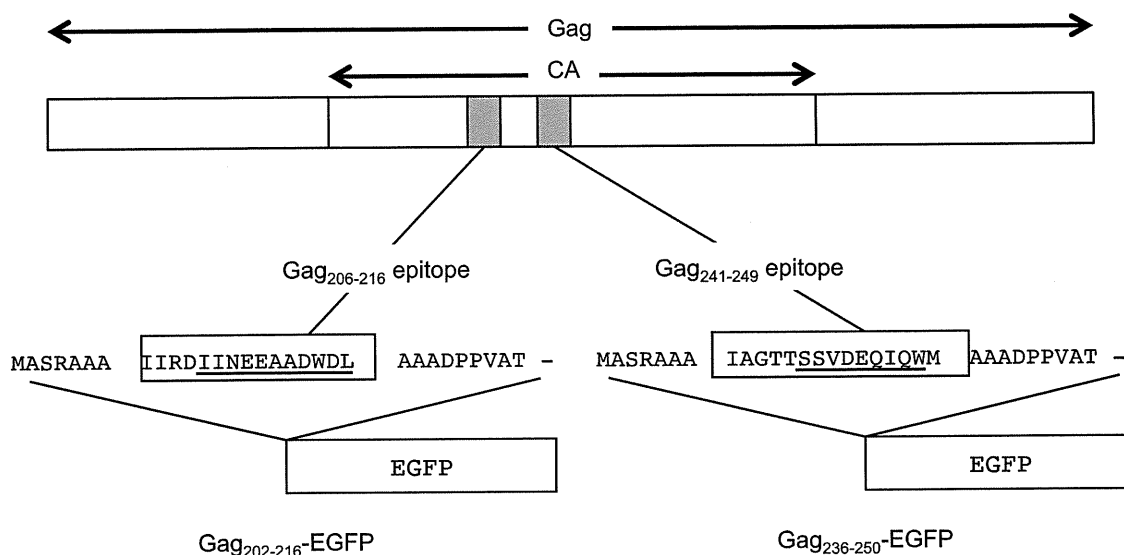 Gag
CA
Gag206-216 epitope
Gag241-249 epitope
MASRAAA IIRDIINEEAADWDL AAADPPVAT –
MASRAAA IAGTTSSVDEQIQWM AAADPPVAT –
EGFP
EGFP
Gag202-216-EGFP
Gag236-250-EGFP